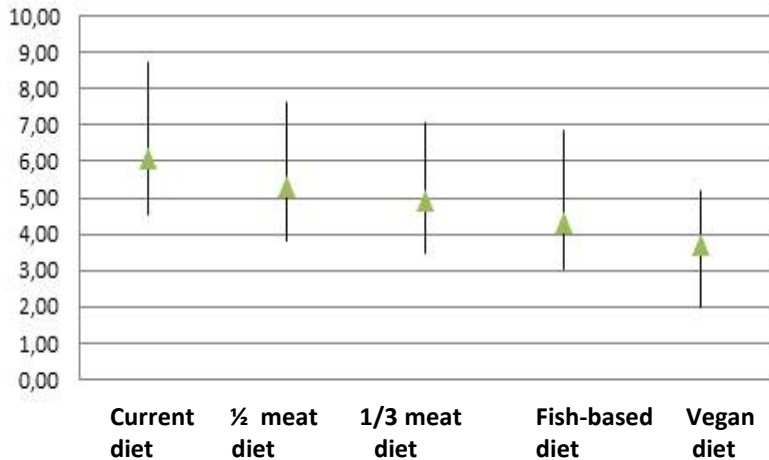 10,00
9,00
8,00
7,00
6,00
5,00
4,00
3,00
2,00
1,00
0,00
Current diet
½ meat diet
1/3 meat diet
Fish-based diet
Vegan diet